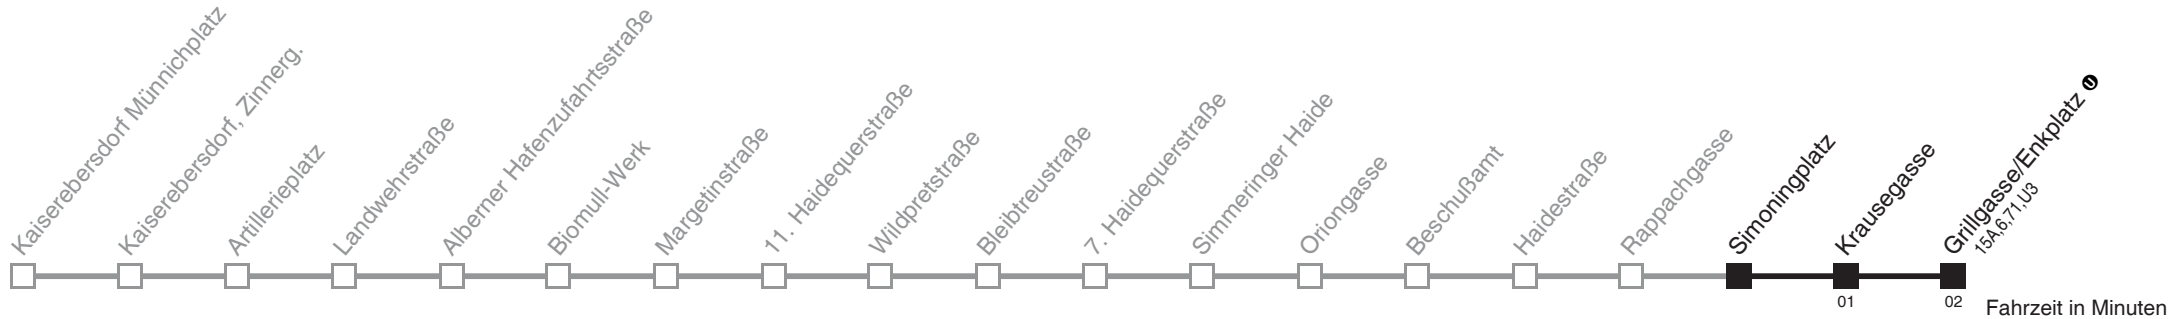 Kaiserebersdorf Münnichplatz
Kaiserebersdorf, Zinnerg.
Artillerieplatz
Landwehrstraße
Alberner Hafenzufahrtsstraße
Biomull-Werk
Margetinstraße
11. Haidequerstraße
Wildpretstraße
Bleibtreustraße
7. Haidequerstraße
Simmeringer Haide
Oriongasse
Beschußamt
Haidestraße
Rappachgasse
Simoningplatz
Krausegasse
Grillgasse/Enkplatz U
15A,6,71,U3
01
02
Fahrzeit in Minuten